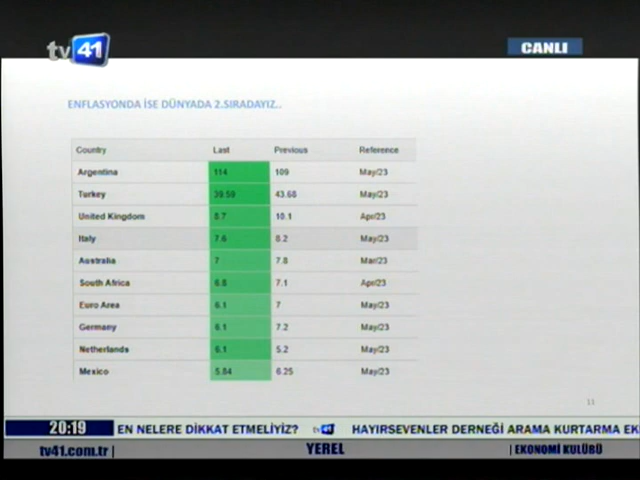 tv 41
CANLI
ENFLASYONDA İSE DÜNYADA 2.SIRADAYIZ..
Country Last Previous Reference
Argentina 114 109 May/23
Turkey 39.59 43.68 May/23
United Kingdom 8.7 10.1 Apr/23
Italy 7.6 8.2 May/23
Australia 7 7.8 Mar/23
South Africa 6.8 7.1 Apr/23
Euro Area 6.1 7 May/23
Germany 6.1 7.2 May/23
Netherlands 6.1 5.2 May/23
Mexico 5.84 6.25 May/23
11
20:19 EN NELERE DİKKAT ETMELİYİZ? tv41 HAYIRSEVENLER DERNEĞİ ARAMA KURTARMA EK
tv41.com.tr | YEREL | EKONOMİ KULÜBÜ